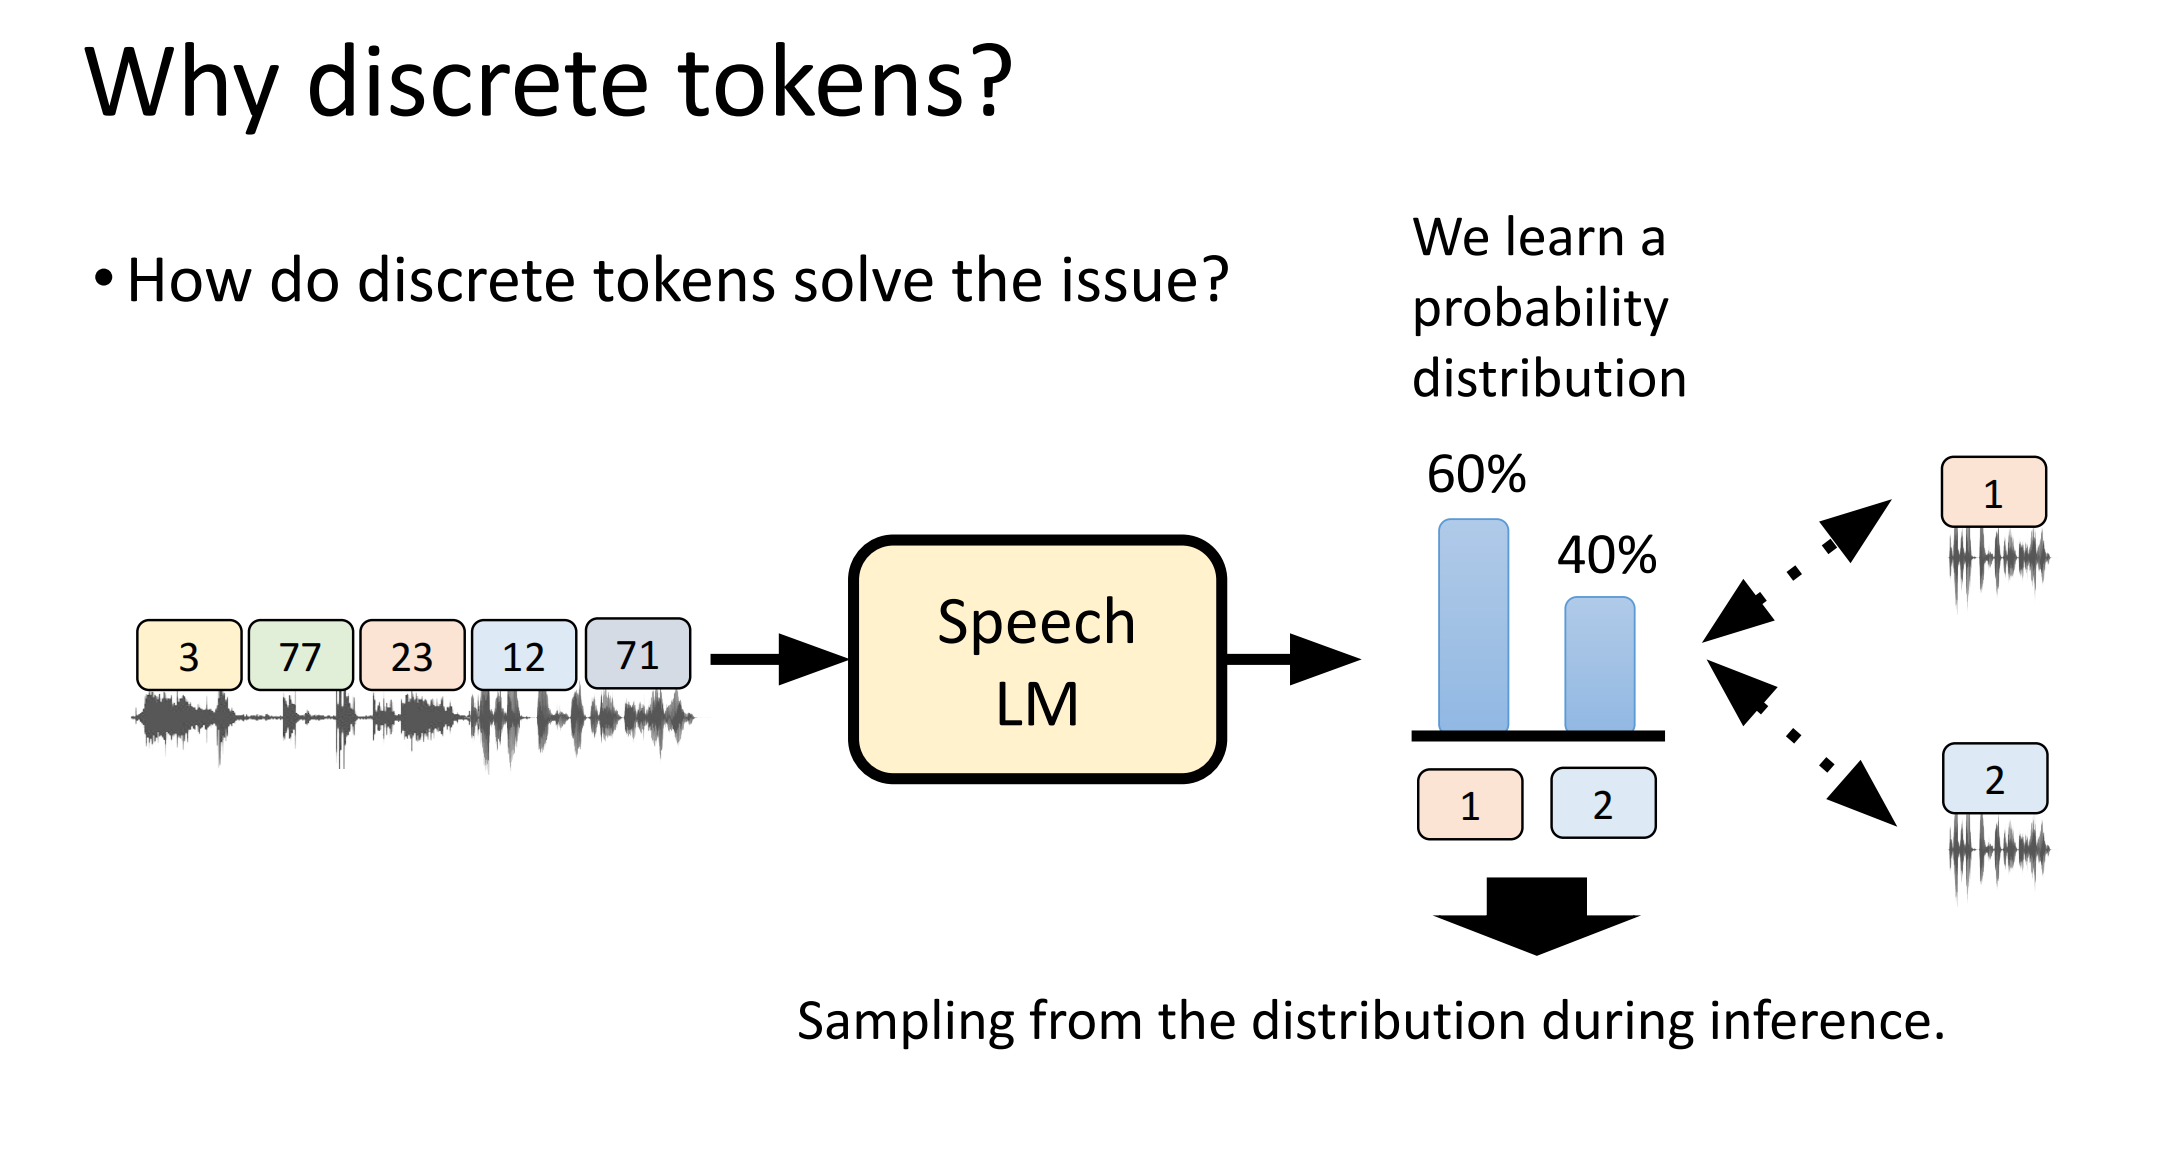 Why discrete tokens?
• How do discrete tokens solve the issue?
We learn a
probability
distribution
60%
40%
3 77 23 12 71
Speech
LM
1 2
1
2
Sampling from the distribution during inference.